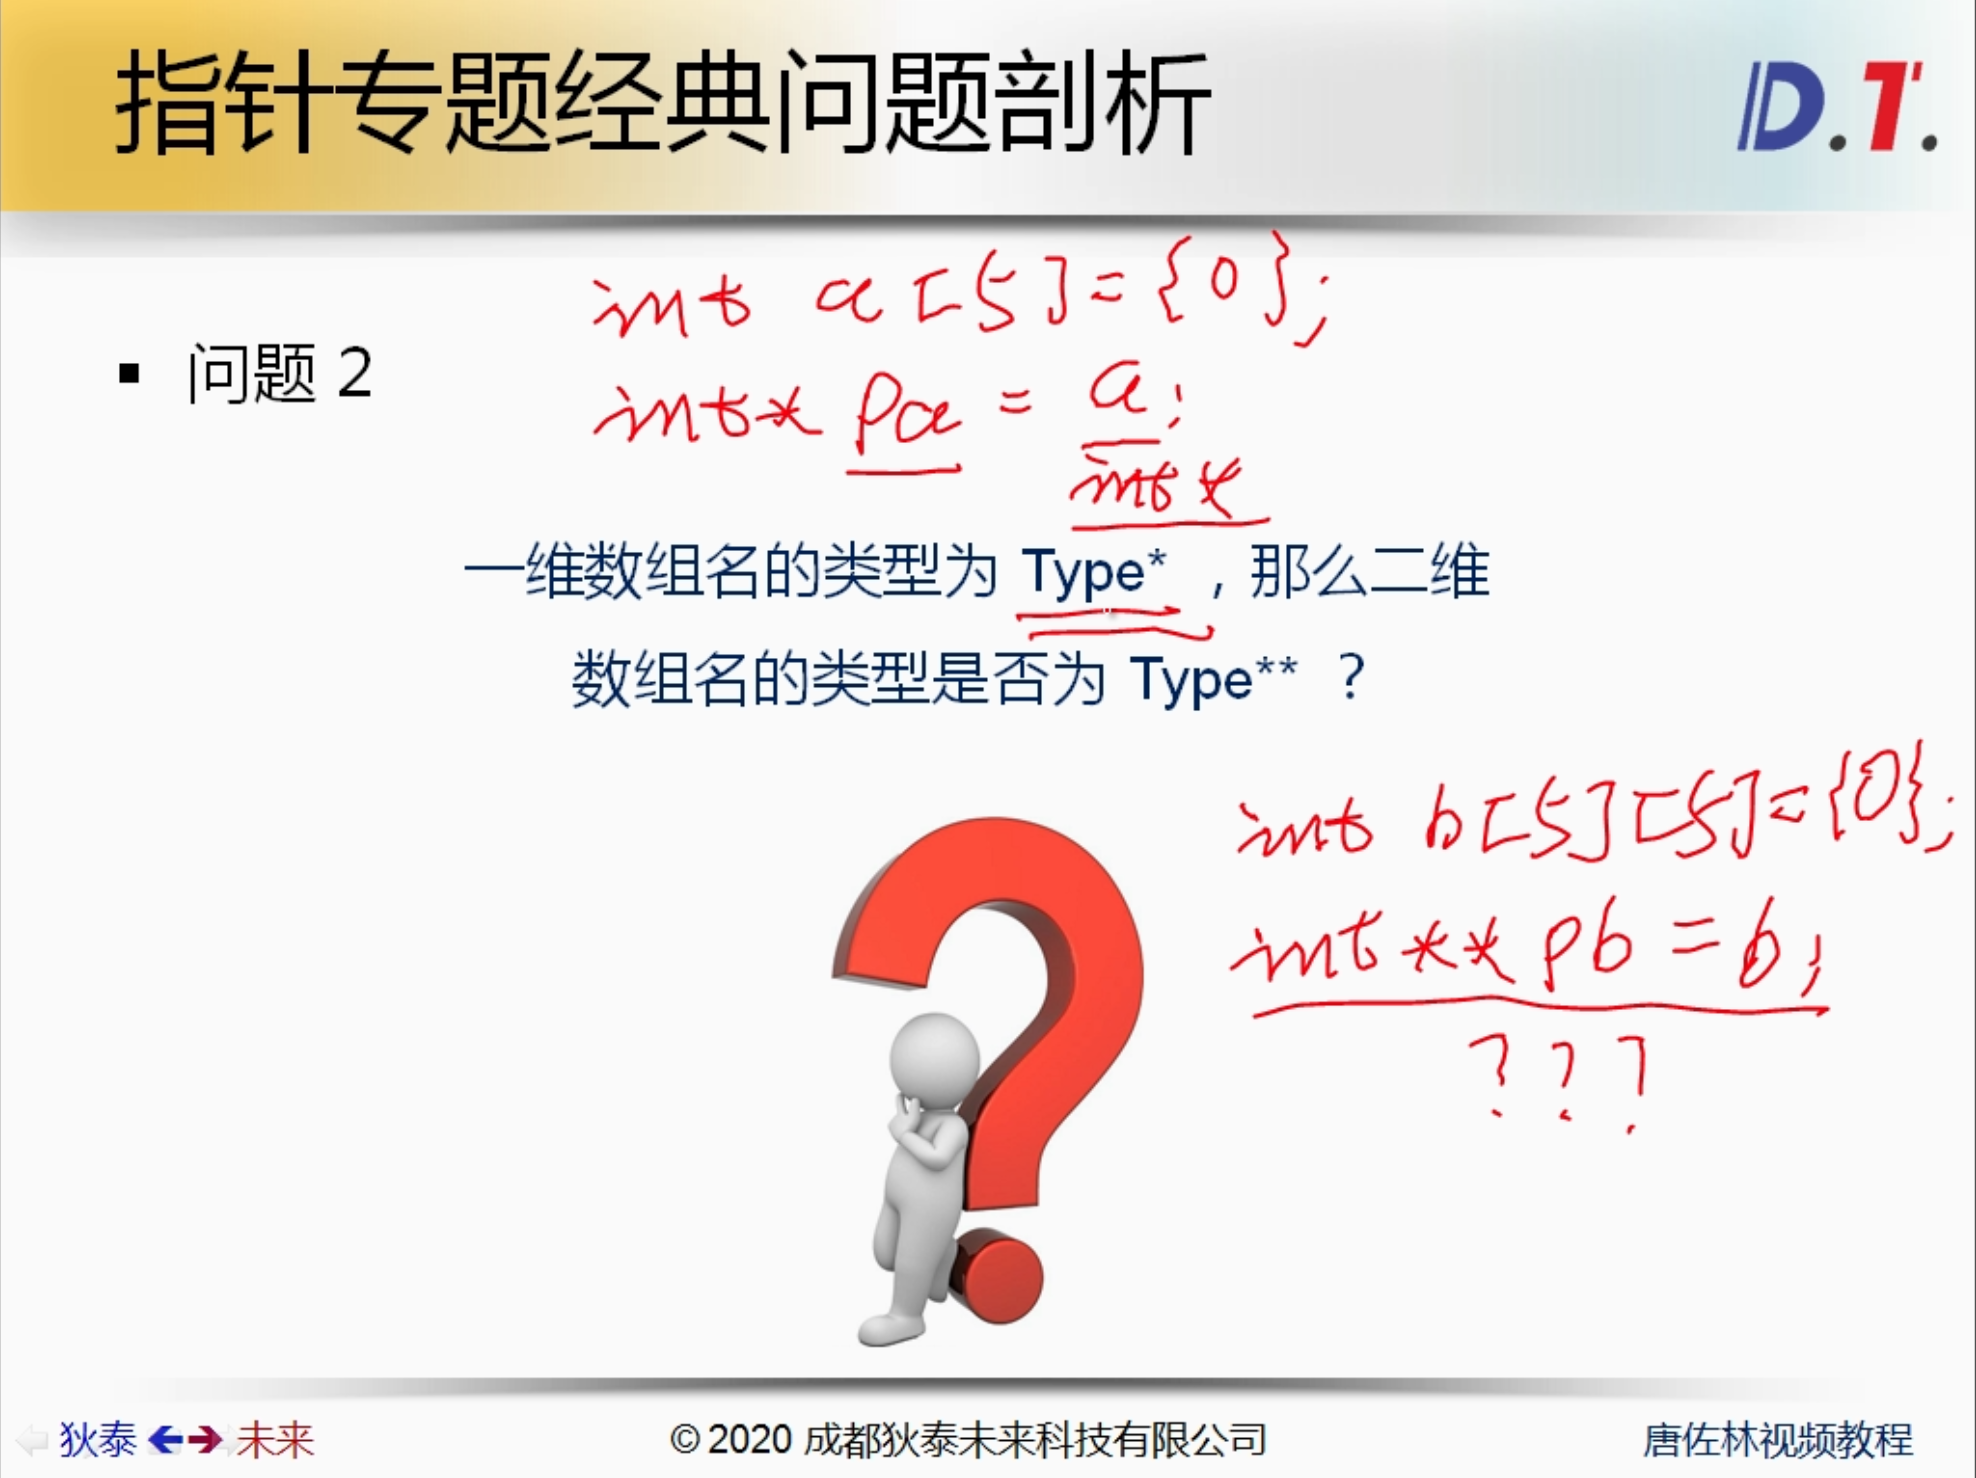 指针专题经典问题剖析
D.T.
int a[5]={0};
▪ 问题 2
int* pa = a;
int*
一维数组名的类型为 Type* ，那么二维
数组名的类型是否为 Type** ？
int b[5][5]={0};
int** pb = b;
???
狄泰 未来
© 2020 成都狄泰未来科技有限公司
唐佐林视频教程